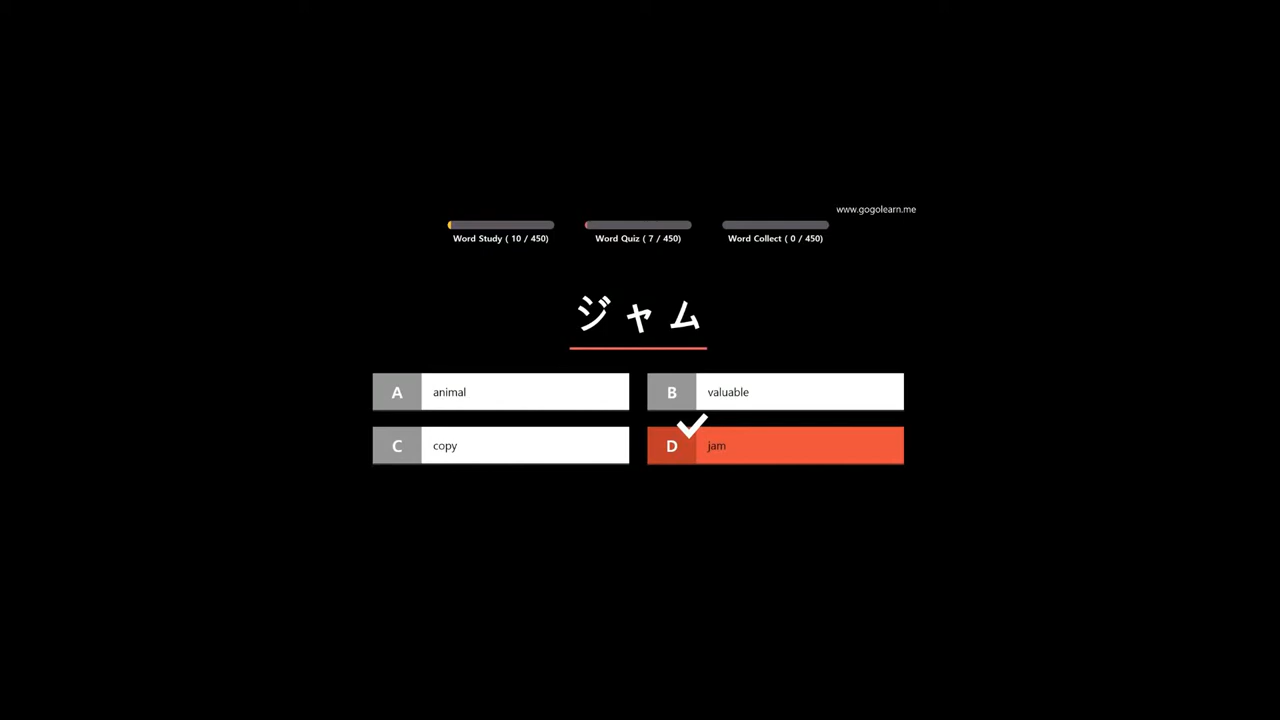 www.gogolearn.me
Word Study ( 10 / 450)
Word Quiz ( 7 / 450)
Word Collect ( 0 / 450)
ジャム
A animal
B valuable
C copy
D jam